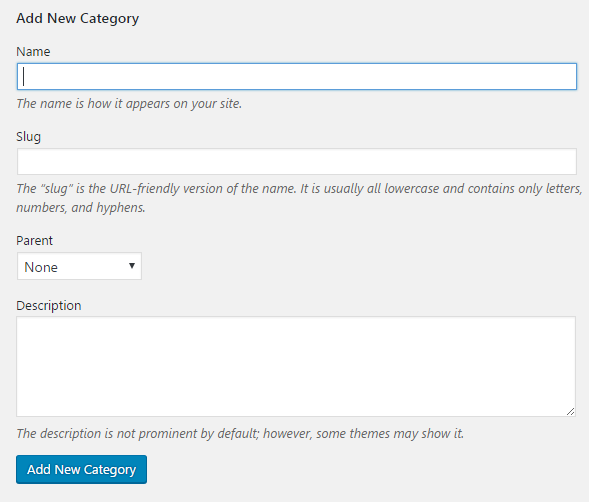 Add New Category
Name
The name is how it appears on your site.
Slug
The “slug” is the URL-friendly version of the name. It is usually all lowercase and contains only letters,
numbers, and hyphens.
Parent
None
Description
The description is not prominent by default; however, some themes may show it.
Add New Category